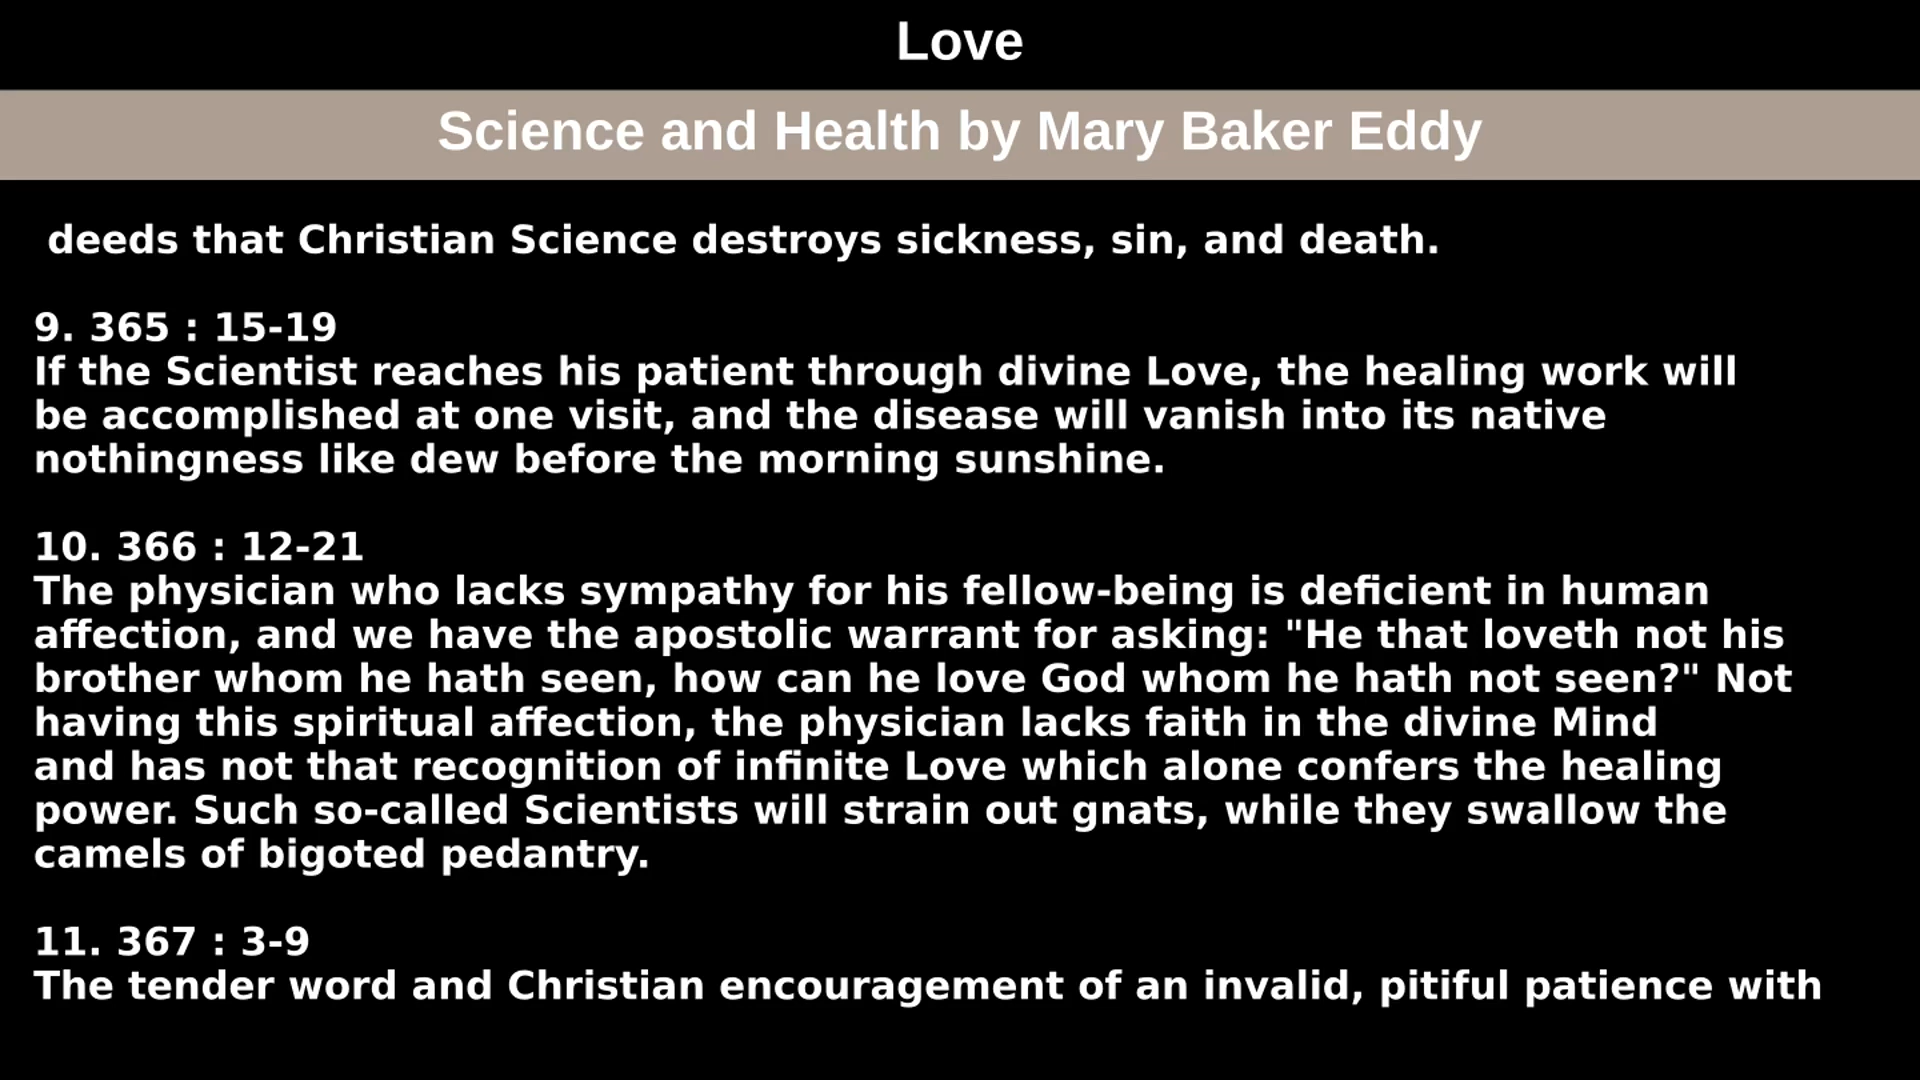 Love
Science and Health by Mary Baker Eddy
deeds that Christian Science destroys sickness, sin, and death.
9. 365 : 15-19
If the Scientist reaches his patient through divine Love, the healing work will
be accomplished at one visit, and the disease will vanish into its native
nothingness like dew before the morning sunshine.
10. 366 : 12-21
The physician who lacks sympathy for his fellow-being is deficient in human
affection, and we have the apostolic warrant for asking: "He that loveth not his
brother whom he hath seen, how can he love God whom he hath not seen?" Not
having this spiritual affection, the physician lacks faith in the divine Mind
and has not that recognition of infinite Love which alone confers the healing
power. Such so-called Scientists will strain out gnats, while they swallow the
camels of bigoted pedantry.
11. 367 : 3-9
The tender word and Christian encouragement of an invalid, pitiful patience with